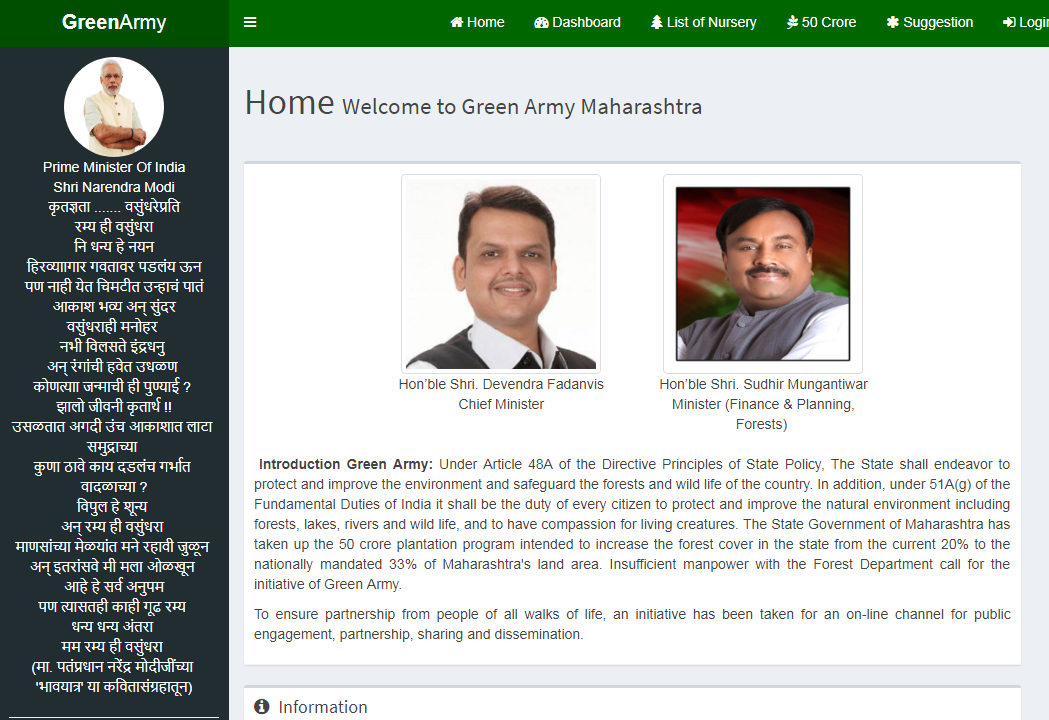 GreenArmy
Home Dashboard List of Nursery 50 Crore Suggestion Login
Prime Minister Of India
Shri Narendra Modi
कृतज्ञता ....... वसुंधरेप्रति
रम्य ही वसुंधरा
नि धन्य हे नयन
हिरव्याागार गवतावर पडलंय ऊन
पण नाही येत चिमटीत उन्हाचं पातं
आकाश भव्य अन् सुंदर
वसुंधराही मनोहर
नभी विलसते इंद्रधनु
अन् रंगांची हवेत उधळण
कोणत्याा जन्माची ही पुण्याई ?
झालो जीवनी कृतार्थ !!
उसळतात अगदी उंच आकाशात लाटा
समुद्राच्या
कुणा ठावे काय दडलंच गर्भात
वादळाच्या ?
विपुल हे शून्य
अन् रम्य ही वसुंधरा
माणसांच्या मेळयांत मने रहावी जुळून
अन् इतरांसवे मी मला ओळखून
आहे हे सर्व अनुपम
पण त्यासतही काही गूढ रम्य
धन्य धन्य अंतरा
मम रम्य ही वसुंधरा
(मा. पतंप्रधान नरेंद्र मोदीजींच्या
'भावयात्र' या कवितासंग्रहातून)
Home Welcome to Green Army Maharashtra
Hon'ble Shri. Devendra Fadanvis
Chief Minister
Hon'ble Shri. Sudhir Mungantiwar
Minister (Finance & Planning,
Forests)
Introduction Green Army: Under Article 48A of the Directive Principles of State Policy, The State shall endeavor to
protect and improve the environment and safeguard the forests and wild life of the country. In addition, under 51A(g) of the
Fundamental Duties of India it shall be the duty of every citizen to protect and improve the natural environment including
forests, lakes, rivers and wild life, and to have compassion for living creatures. The State Government of Maharashtra has
taken up the 50 crore plantation program intended to increase the forest cover in the state from the current 20% to the
nationally mandated 33% of Maharashtra's land area. Insufficient manpower with the Forest Department call for the
initiative of Green Army.
To ensure partnership from people of all walks of life, an initiative has been taken for an on-line channel for public
engagement, partnership, sharing and dissemination.
Information